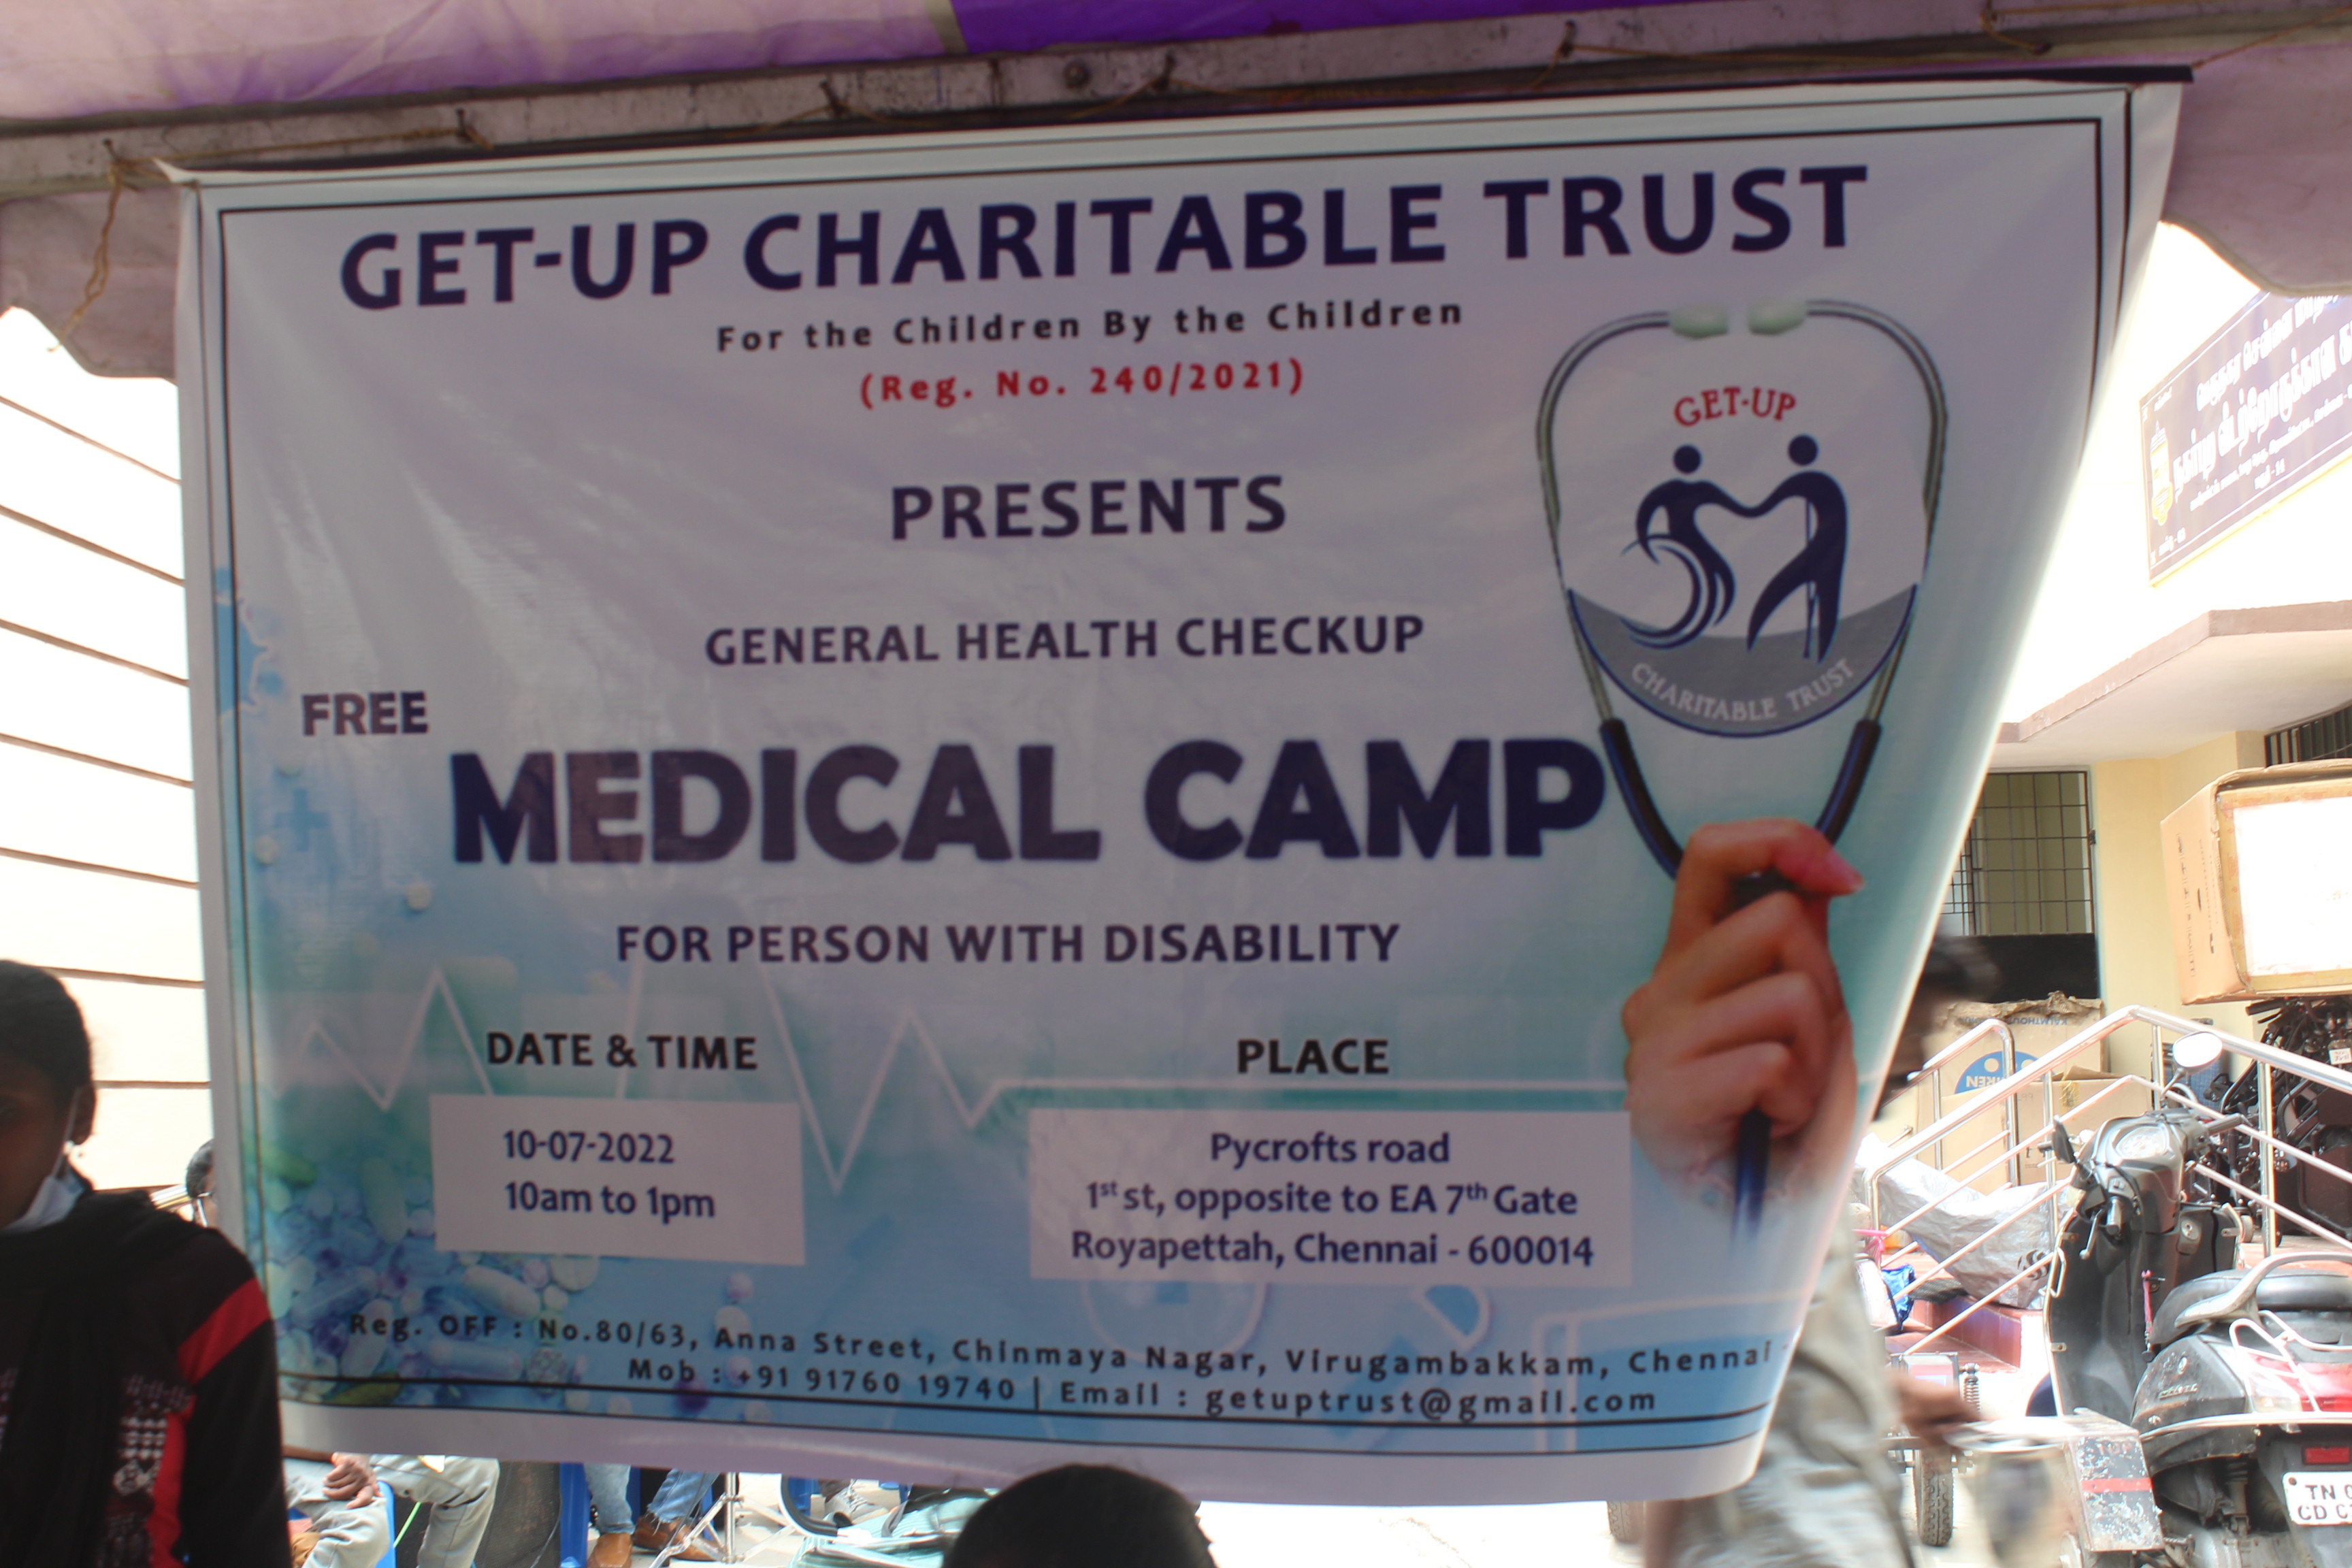 GET-UP CHARITABLE TRUST
For the Children By the Children
(Reg. No. 240/2021)
GET-UP
CHARITABLE TRUST
PRESENTS
GENERAL HEALTH CHECKUP
FREE
MEDICAL CAMP
FOR PERSON WITH DISABILITY
DATE & TIME
10-07-2022
10am to 1pm
PLACE
Pycrofts road
1st st, opposite to EA 7th Gate
Royapettah, Chennai - 600014
Reg. OFF : No.80/63, Anna Street, Chinmaya Nagar, Virugambakkam, Chennai -
Mob : +91 91760 19740 | Email : getuptrust@gmail.com
சென்னை
TN
CD